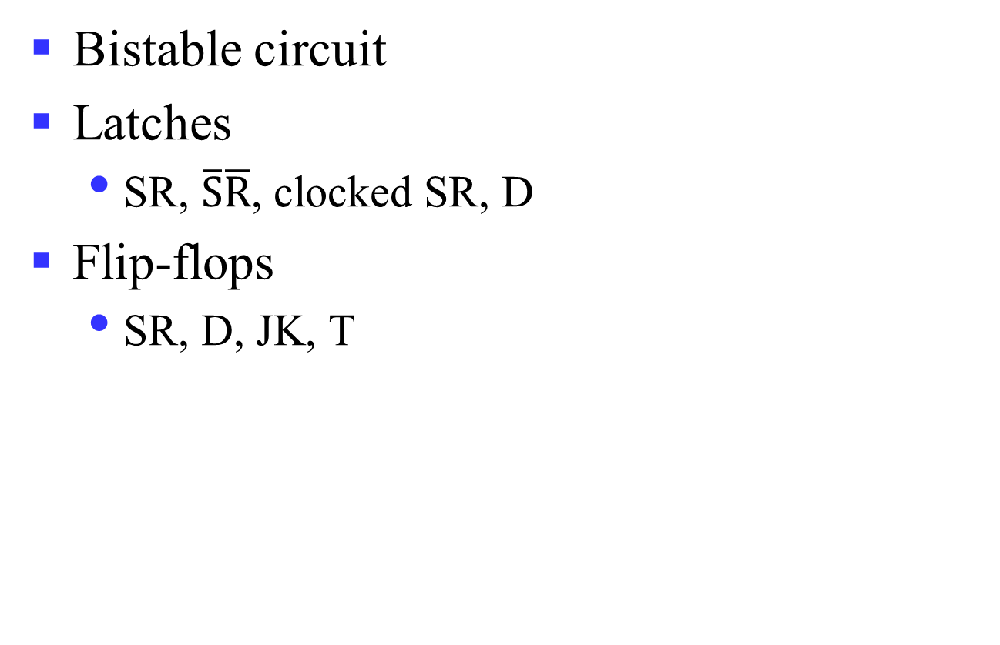 ▪ Bistable circuit
▪ Latches
• SR, S̅R̅, clocked SR, D
▪ Flip-flops
• SR, D, JK, T